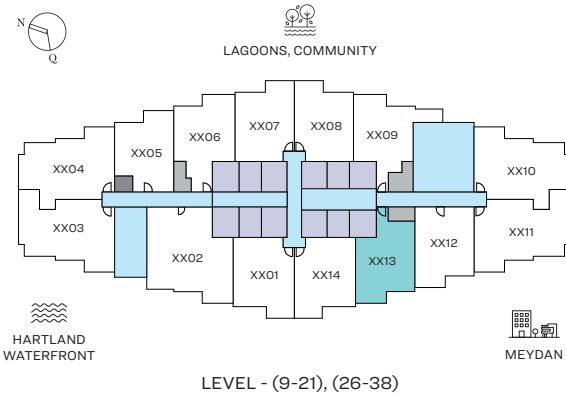 N
Q
LAGOONS, COMMUNITY
XX07
XX08
XX06
XX09
XX05
XX04
XX10
XX03
XX11
XX02
XX12
XX13
XX01
XX14
HARTLAND
WATERFRONT
MEYDAN
LEVEL - (9-21), (26-38)